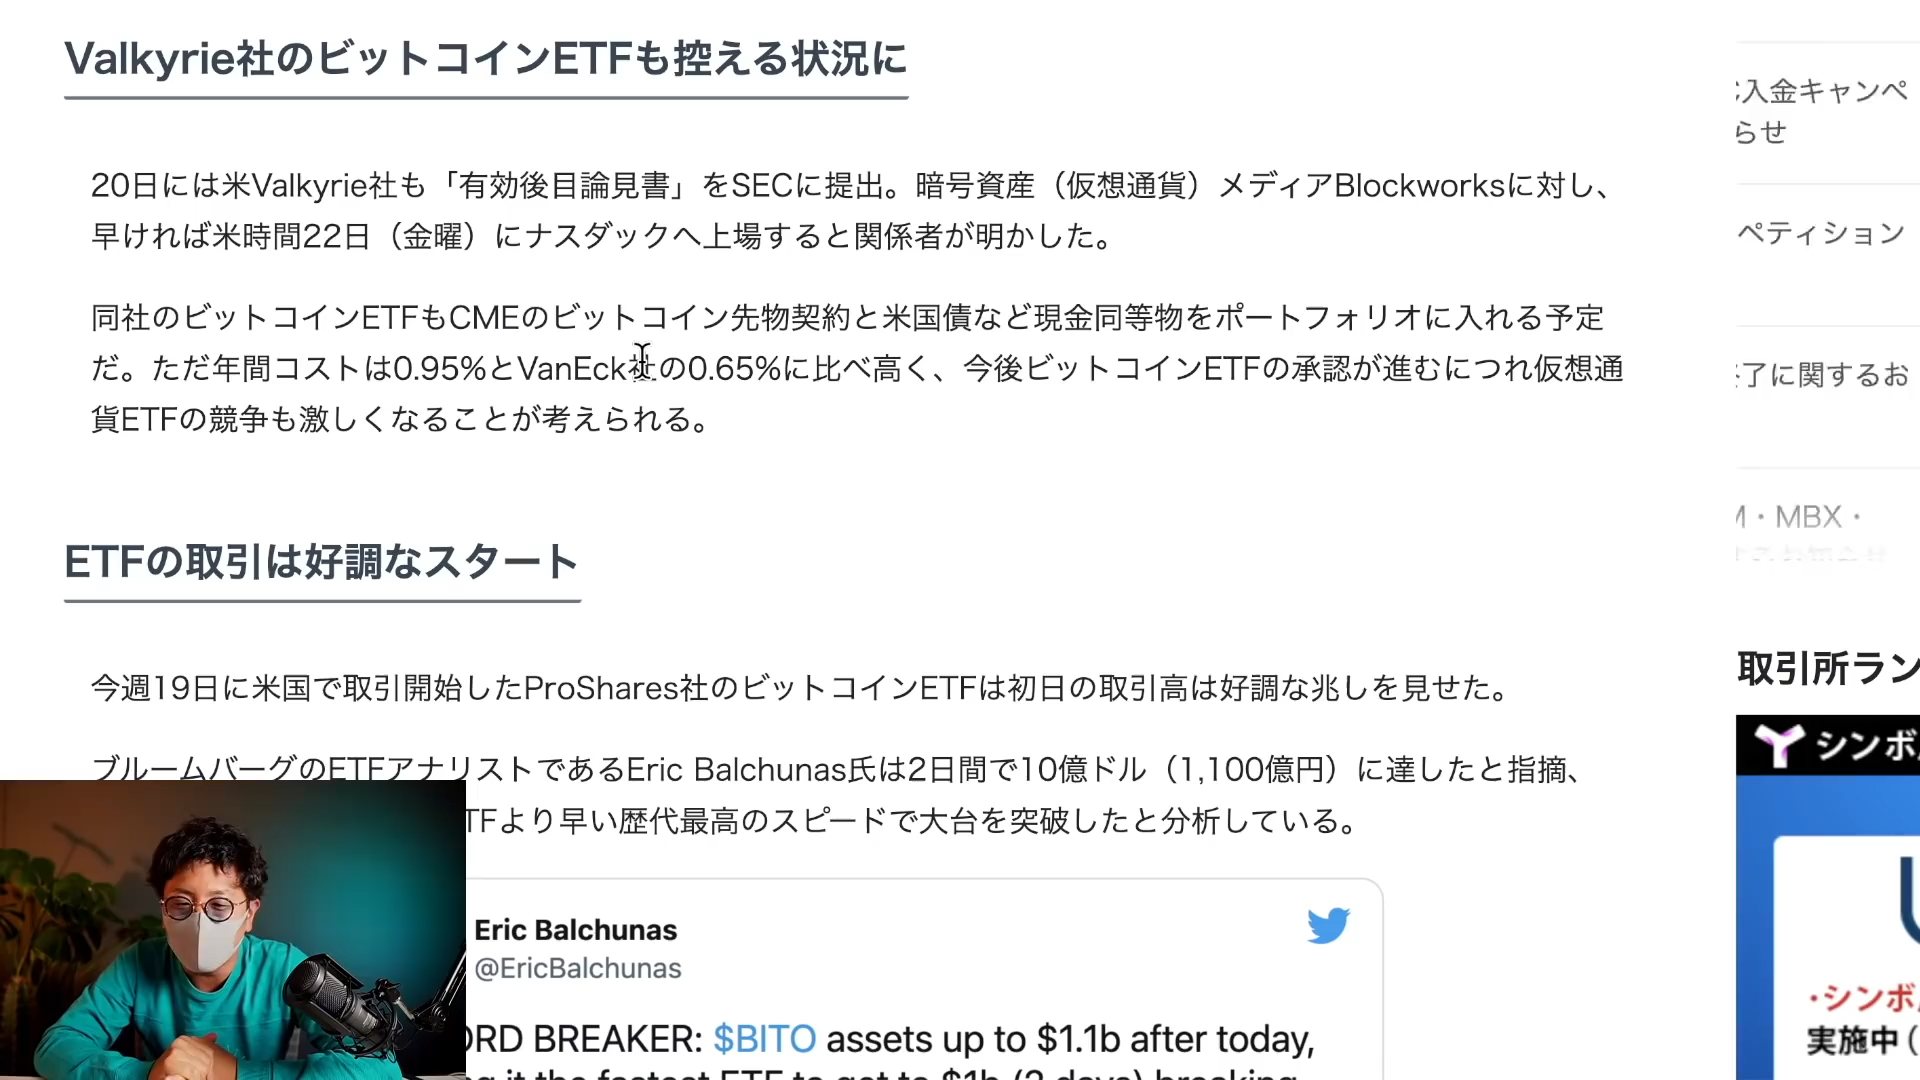 Valkyrie社のビットコインETFも控える状況に
20日には米Valkyrie社も「有効後目論見書」をSECに提出。暗号資産（仮想通貨）メディアBlockworksに対し、
早ければ米時間22日（金曜）にナスダックへ上場すると関係者が明かした。
同社のビットコインETFもCMEのビットコイン先物契約と米国債など現金同等物をポートフォリオに入れる予定
だ。ただ年間コストは0.95%とVanEck社の0.65%に比べ高く、今後ビットコインETFの承認が進むにつれ仮想通
貨ETFの競争も激しくなることが考えられる。
ETFの取引は好調なスタート
今週19日に米国で取引開始したProShares社のビットコインETFは初日の取引高は好調な兆しを見せた。
ブルームバーグのETFアナリストであるEric Balchunas氏は2日間で10億ドル（1,100億円）に達したと指摘、
TFより早い歴代最高のスピードで大台を突破したと分析している。
Eric Balchunas
@EricBalchunas
ORD BREAKER: $BITO assets up to $1.1b after today,
it the fastest ETF to get to $1b (2 days) breaking
入金キャンペ
らせ
ペティション
了に関するお
M・MBX・
取引所ラン
シンボ
・シンボ
実施中（